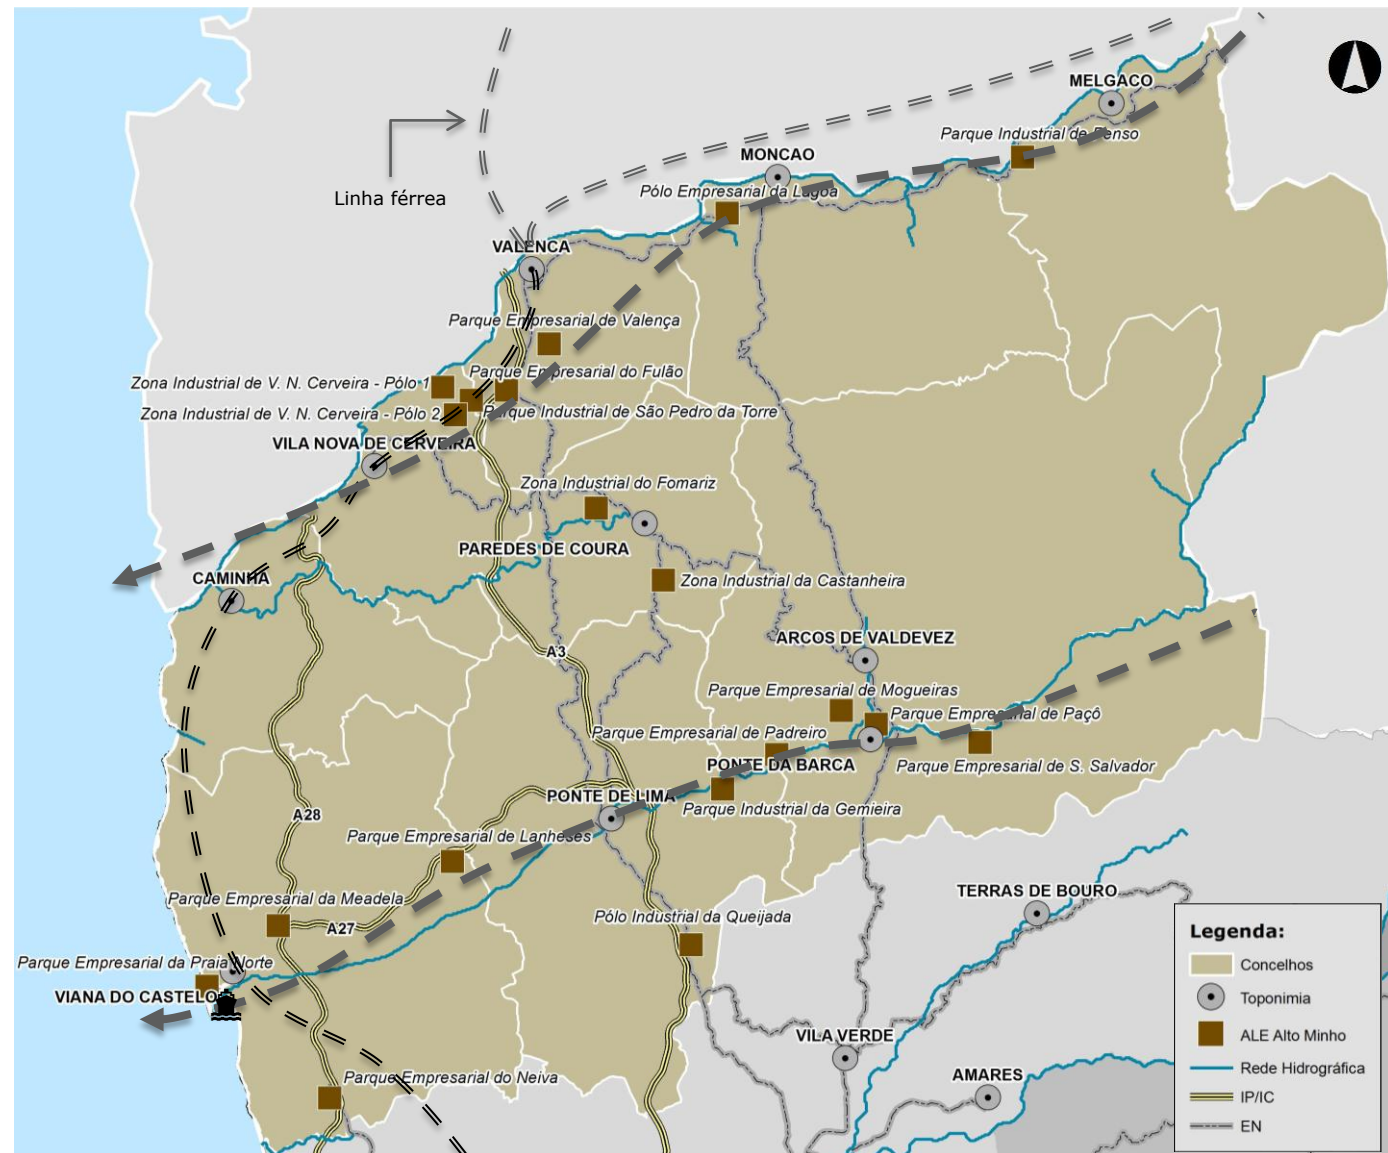 MELGACO
Parque Industrial de Penso
MONCAO
Linha férrea
Pólo Empresarial da Lagoa
VALENCA
Parque Empresarial de Valença
Parque Empresarial do Fulão
Zona Industrial de V. N. Cerveira - Pólo 1
Zona Industrial de V. N. Cerveira - Pólo 2
Parque Industrial de São Pedro da Torre
VILA NOVA DE CERVEIRA
Zona Industrial do Fomariz
PAREDES DE COURA
CAMINHA
Zona Industrial da Castanheira
ARCOS DE VALDEVEZ
A3
Parque Empresarial de Mogueiras
Parque Empresarial de Paçô
Parque Empresarial de Padreiro
PONTE DA BARCA
Parque Empresarial de S. Salvador
PONTE DE LIMA
Parque Industrial da Gemieira
A28
Parque Empresarial de Lanheses
TERRAS DE BOURO
Parque Empresarial da Meadela
Pólo Industrial da Queijada
A27
Parque Empresarial da Praia Norte
VIANA DO CASTELO
VILA VERDE
AMARES
Parque Empresarial do Neiva
Legenda:
Concelhos
Toponimia
ALE Alto Minho
Rede Hidrográfica
IP/IC
EN